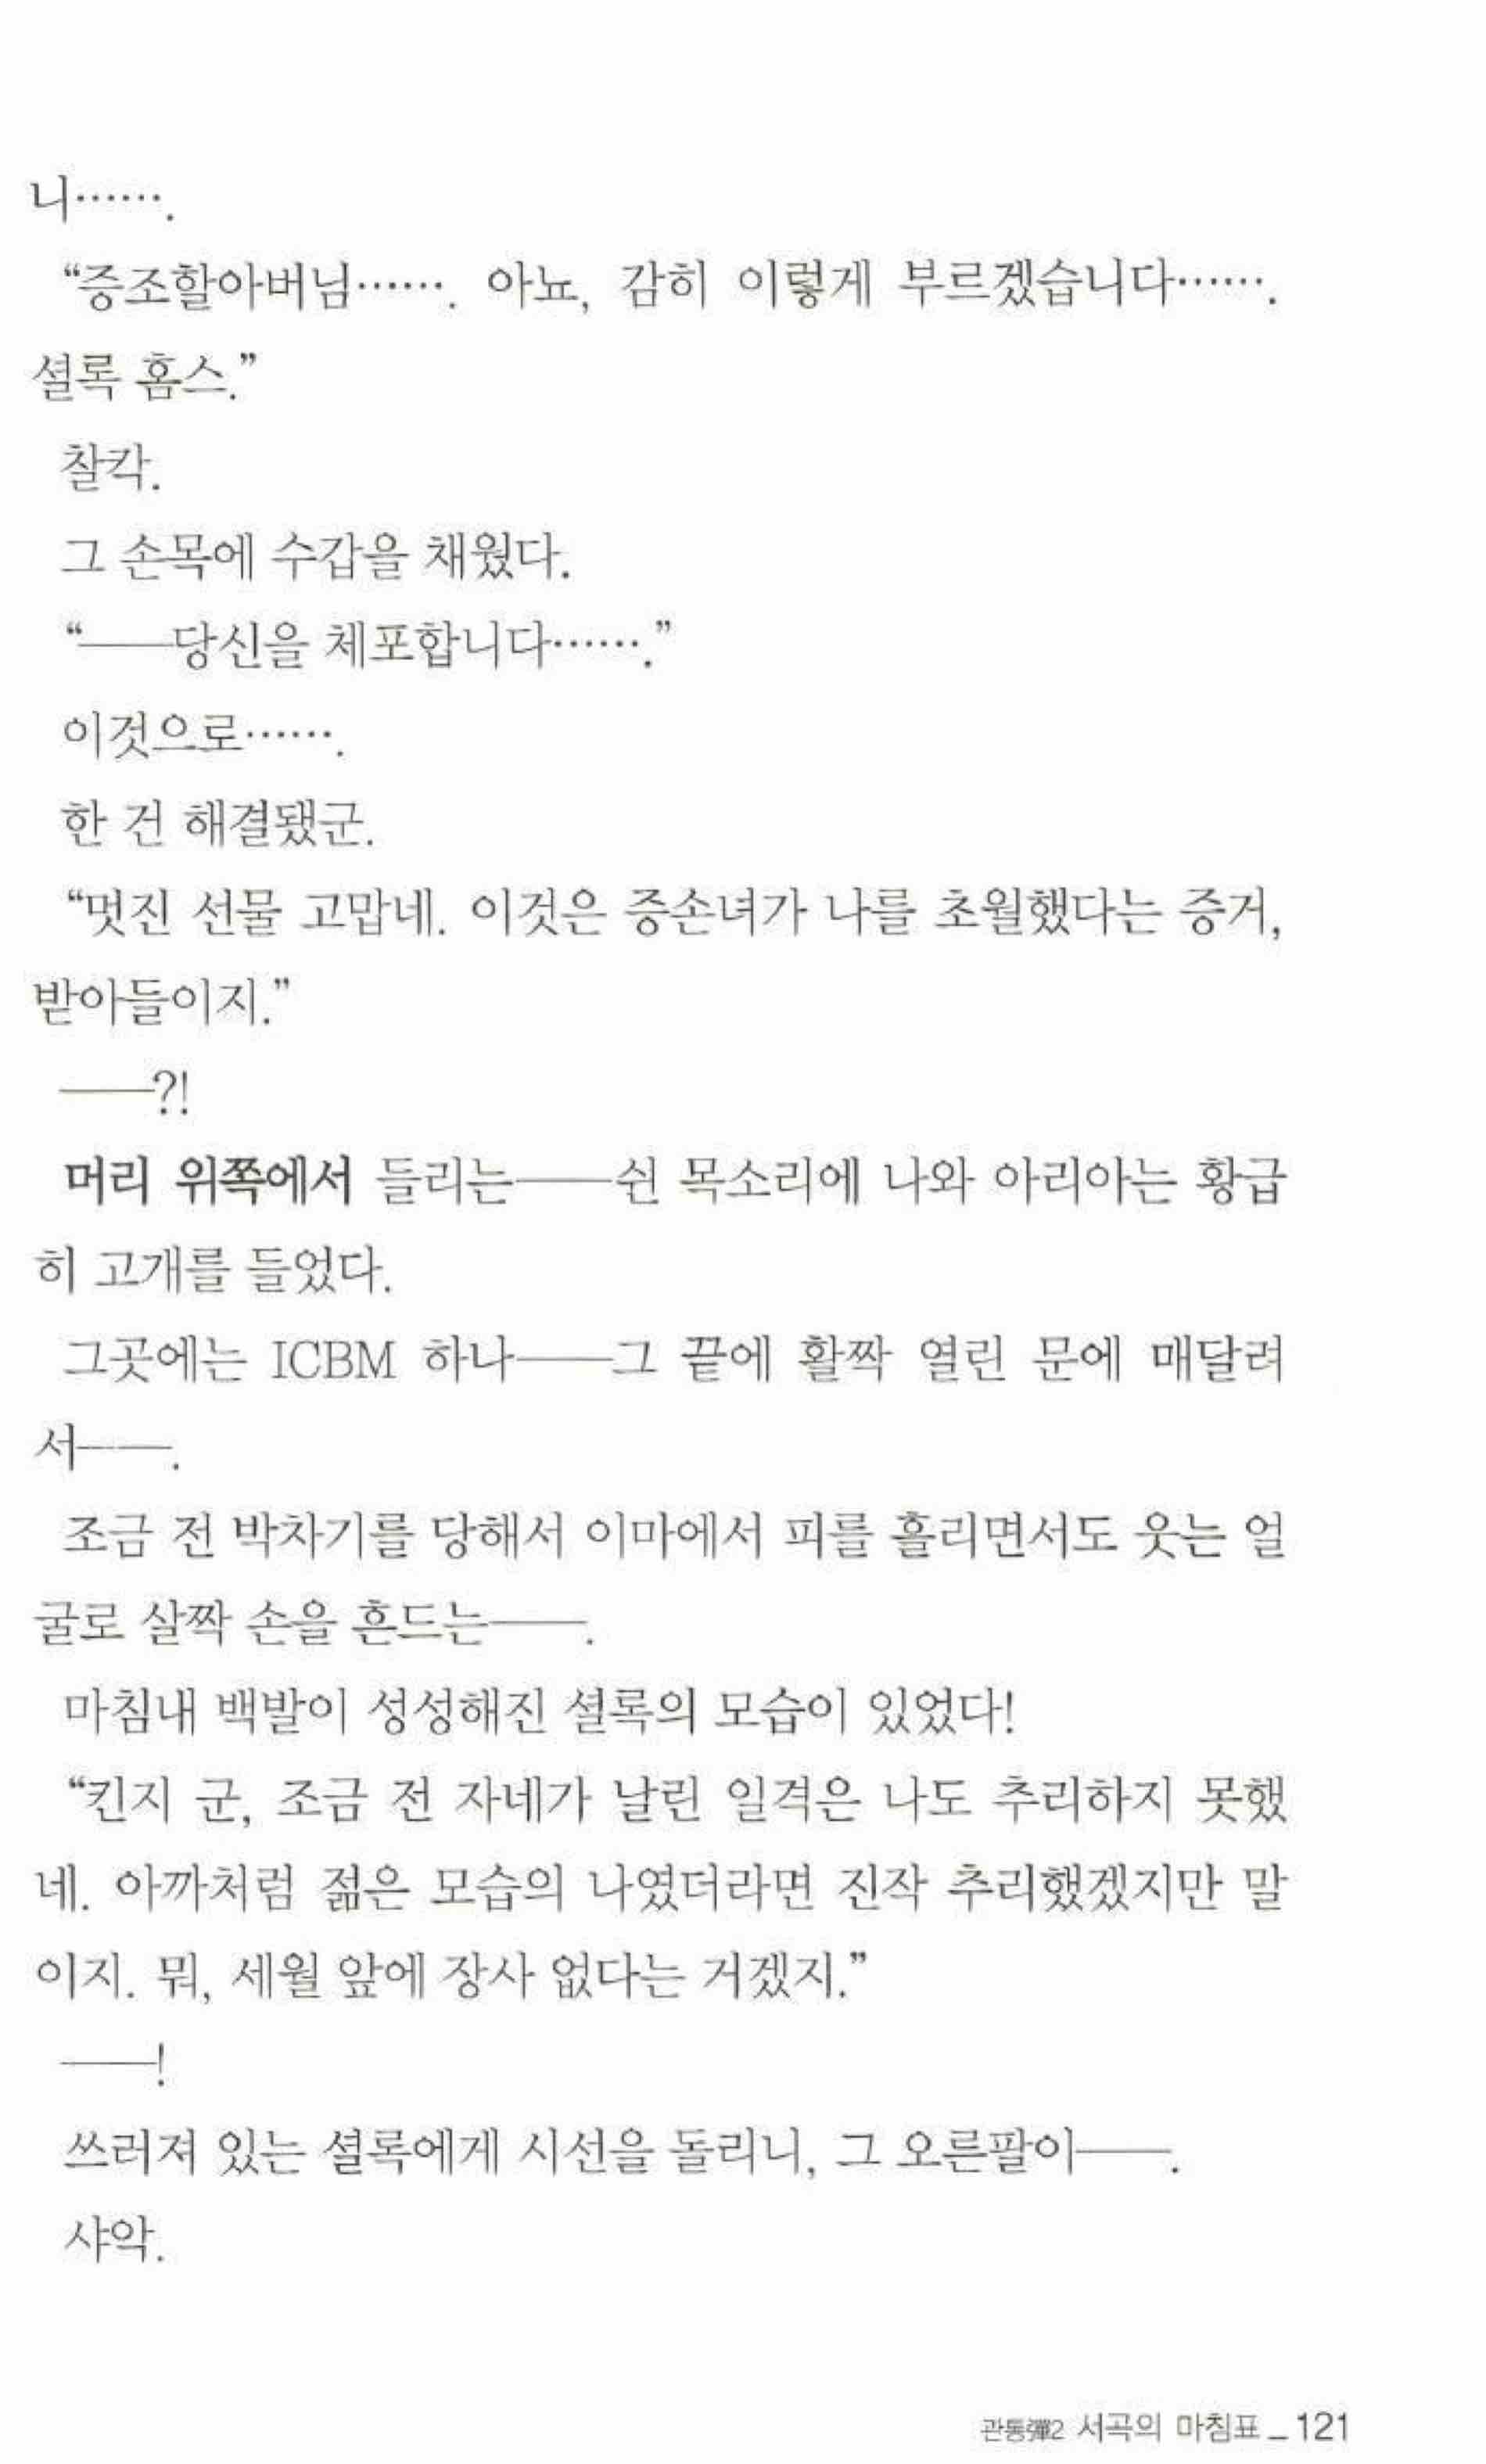 니…….
“증조할아버님……. 아뇨, 감히 이렇게 부르겠습니다…….
셜록 홈스.”
찰칵.
그 손목에 수갑을 채웠다.
“──당신을 체포합니다…….”
이것으로…….
한 건 해결됐군.
“멋진 선물 고맙네. 이것은 증손녀가 나를 초월했다는 증거,
받아들이지.”
──?!
머리 위쪽에서 들리는──쉰 목소리에 나와 아리아는 황급
히 고개를 들었다.
그곳에는 ICBM 하나──그 끝에 활짝 열린 문에 매달려
서──.
조금 전 박차기를 당해서 이마에서 피를 흘리면서도 웃는 얼
굴로 살짝 손을 흔드는──.
마침내 백발이 성성해진 셜록의 모습이 있었다!
“킨지 군, 조금 전 자네가 날린 일격은 나도 추리하지 못했
네. 아까처럼 젊은 모습의 나였더라면 진작 추리했겠지만 말
이지. 뭐, 세월 앞에 장사 없다는 거겠지.”
──!
쓰러져 있는 셜록에게 시선을 돌리니, 그 오른팔이──.
샤악.
관통彈2 서곡의 마침표 _ 121